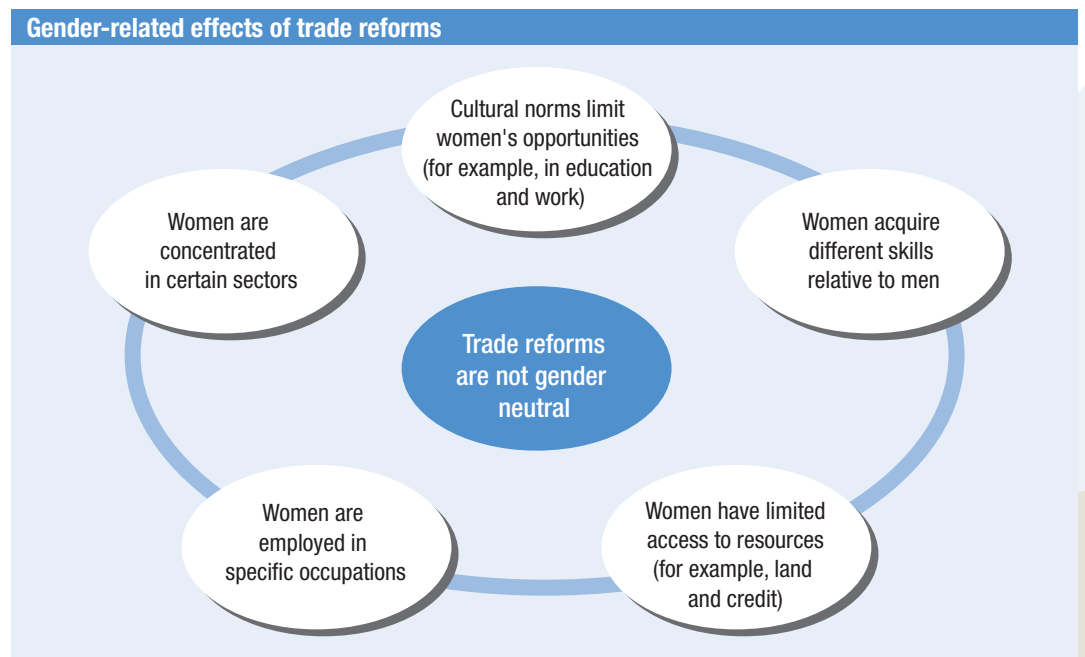 Gender-related effects of trade reforms
Cultural norms limit
women's opportunities
(for example, in education
and work)
Women are
concentrated
in certain sectors
Women acquire
different skills
relative to men
Trade reforms
are not gender
neutral
Women are
employed in
specific occupations
Women have limited
access to resources
(for example, land
and credit)